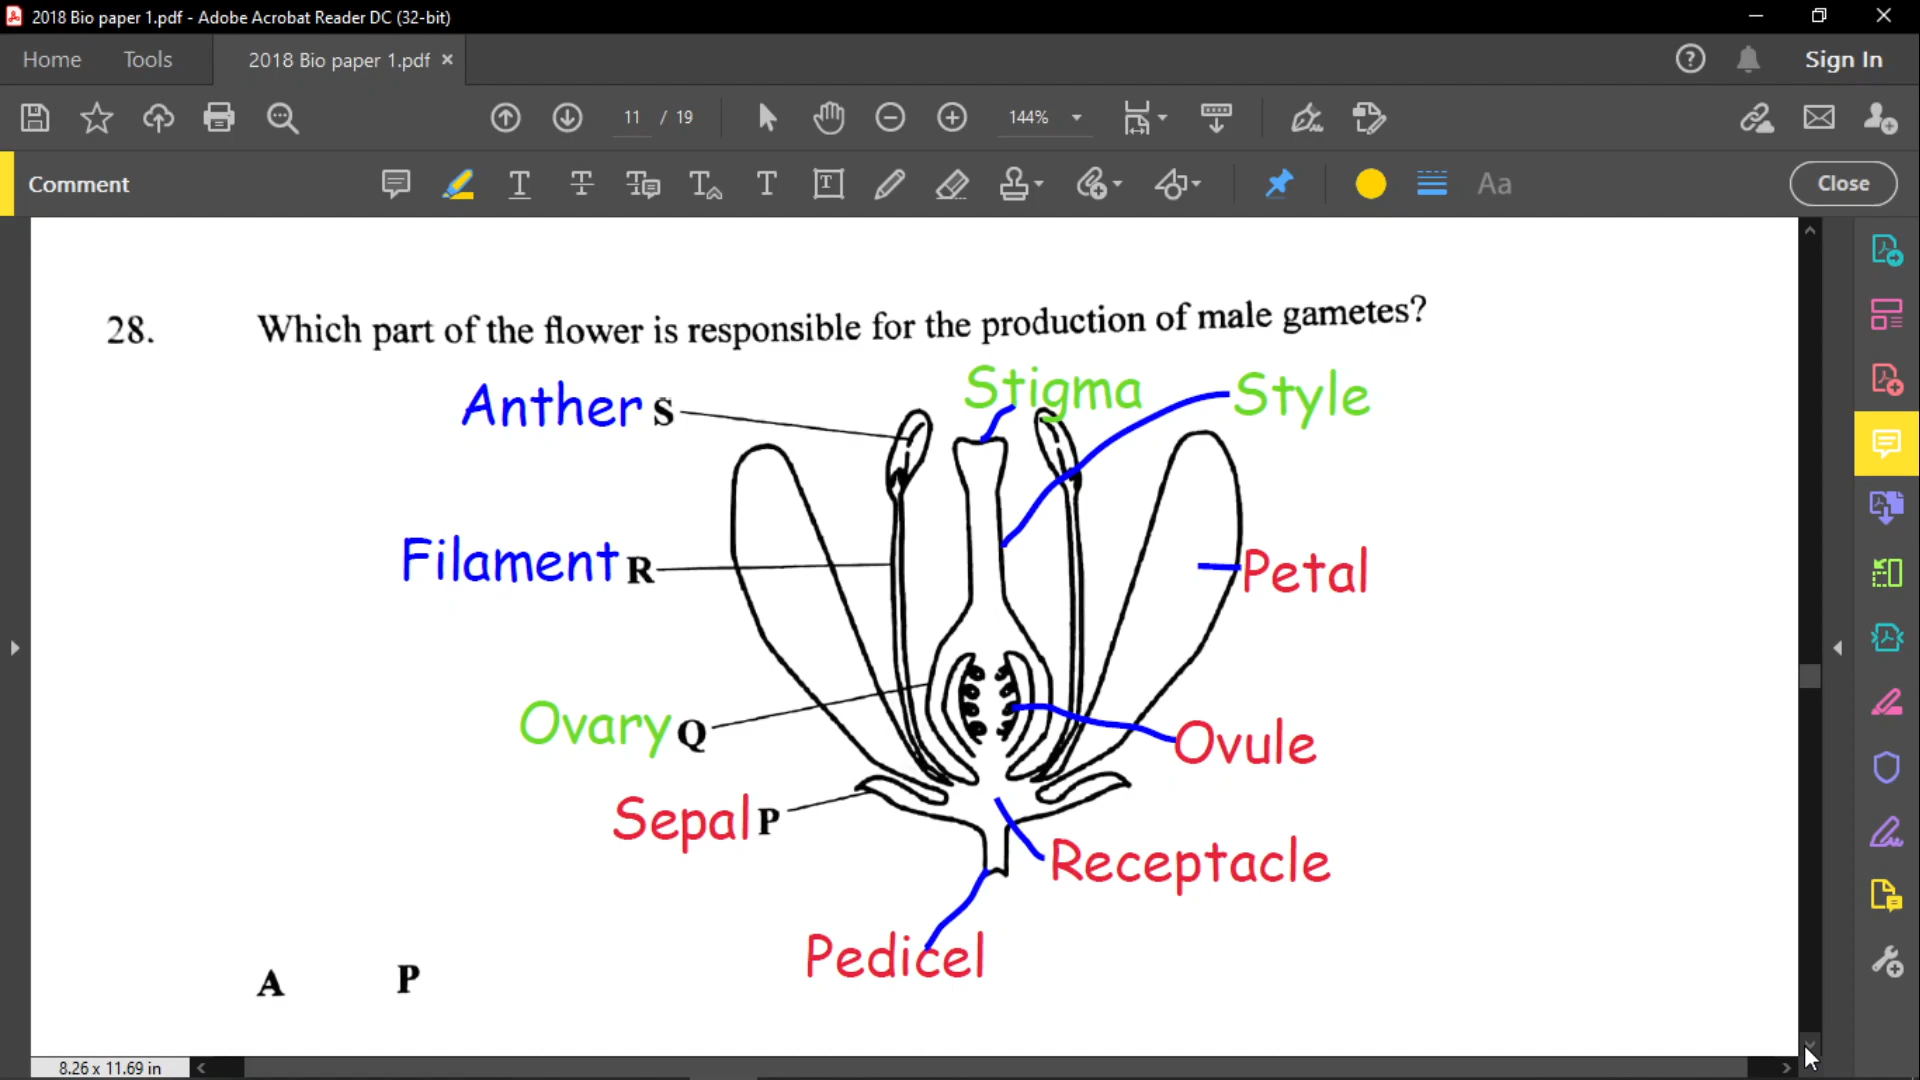 2018 Bio paper 1.pdf - Adobe Acrobat Reader DC (32-bit)
Home Tools 2018 Bio paper 1.pdf × Sign In
11 / 19 144%
Comment Aa Close
28. Which part of the flower is responsible for the production of male gametes?
Stigma Style
Anther S
Filament R Petal
Ovary Q Ovule
Sepal P
Receptacle
Pedicel
A P
8.26 x 11.69 in